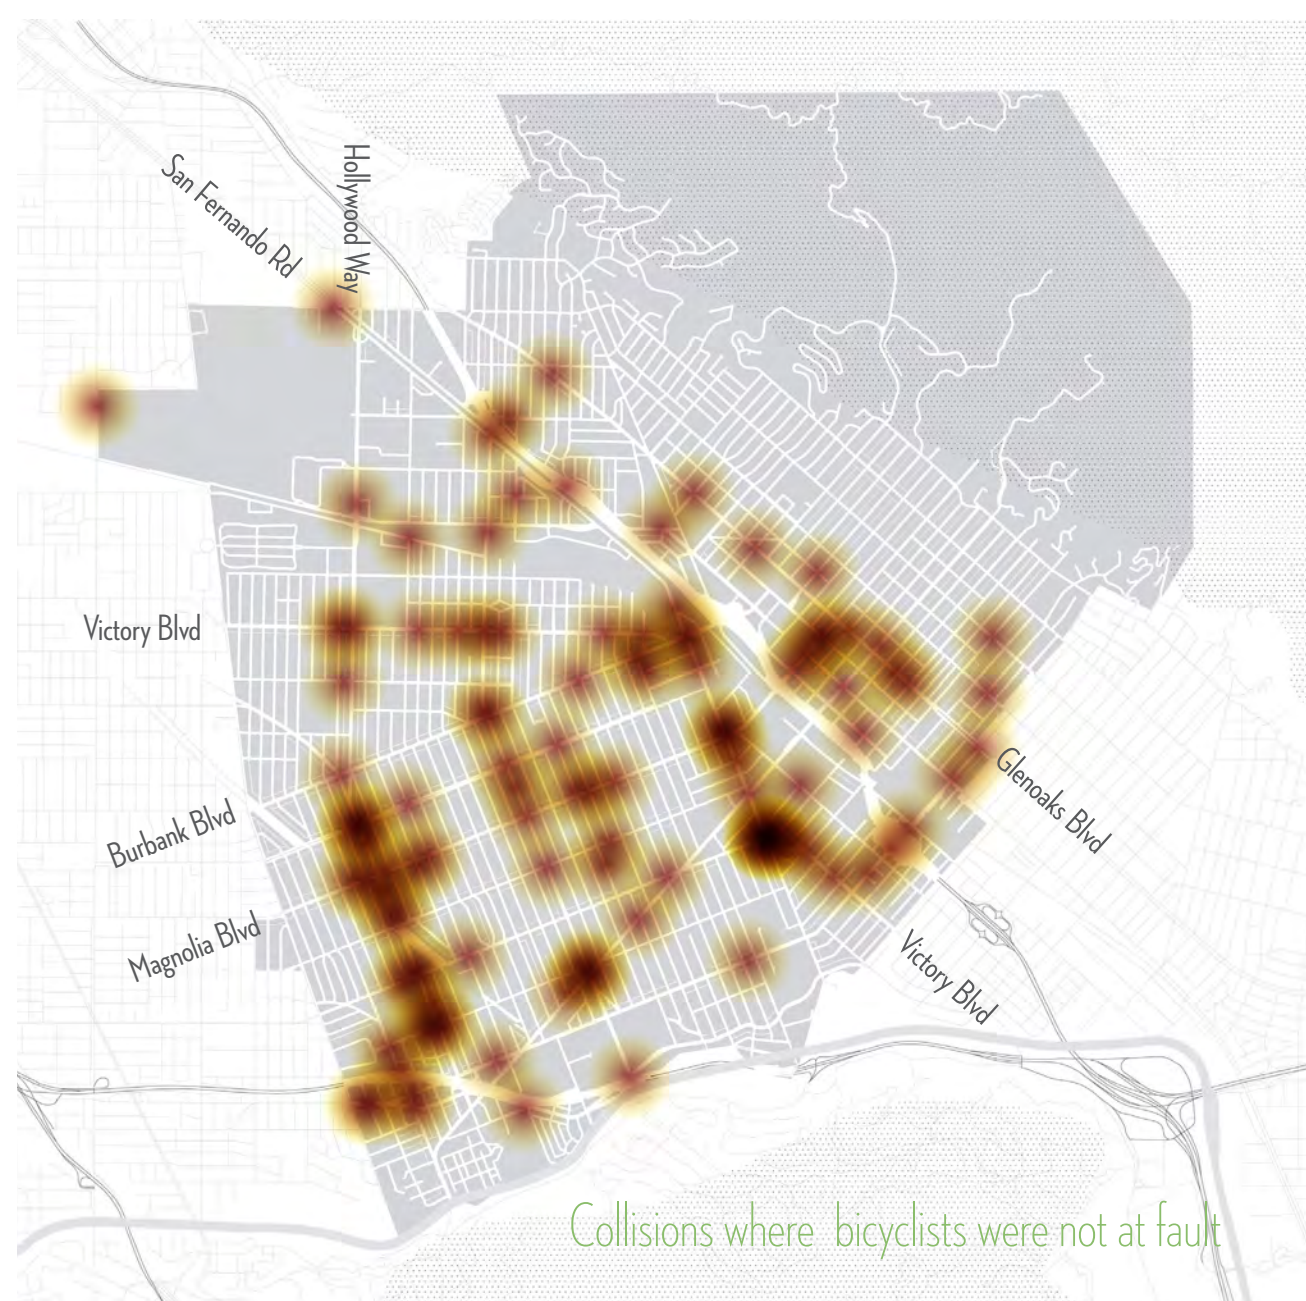 San Fernando Rd
Hollywood Way
Victory Blvd
Burbank Blvd
Glenoaks Blvd
Magnolia Blvd
Victory Blvd
Collisions where bicyclists were not at fault